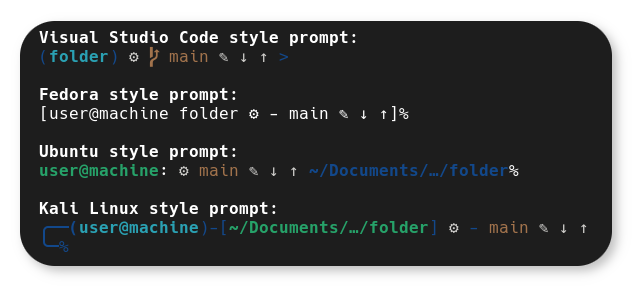 Visual Studio Code style prompt:
(folder) ⚙ ⎇ main ✎ ↓ ↑ >
Fedora style prompt:
[user@machine folder ⚙ – main ✎ ↓ ↑]%
Ubuntu style prompt:
user@machine: ⚙ main ✎ ↓ ↑ ~/Documents/…/folder%
Kali Linux style prompt:
┌──(user@machine)-[~/Documents/…/folder] ⚙ – main ✎ ↓ ↑
└─%